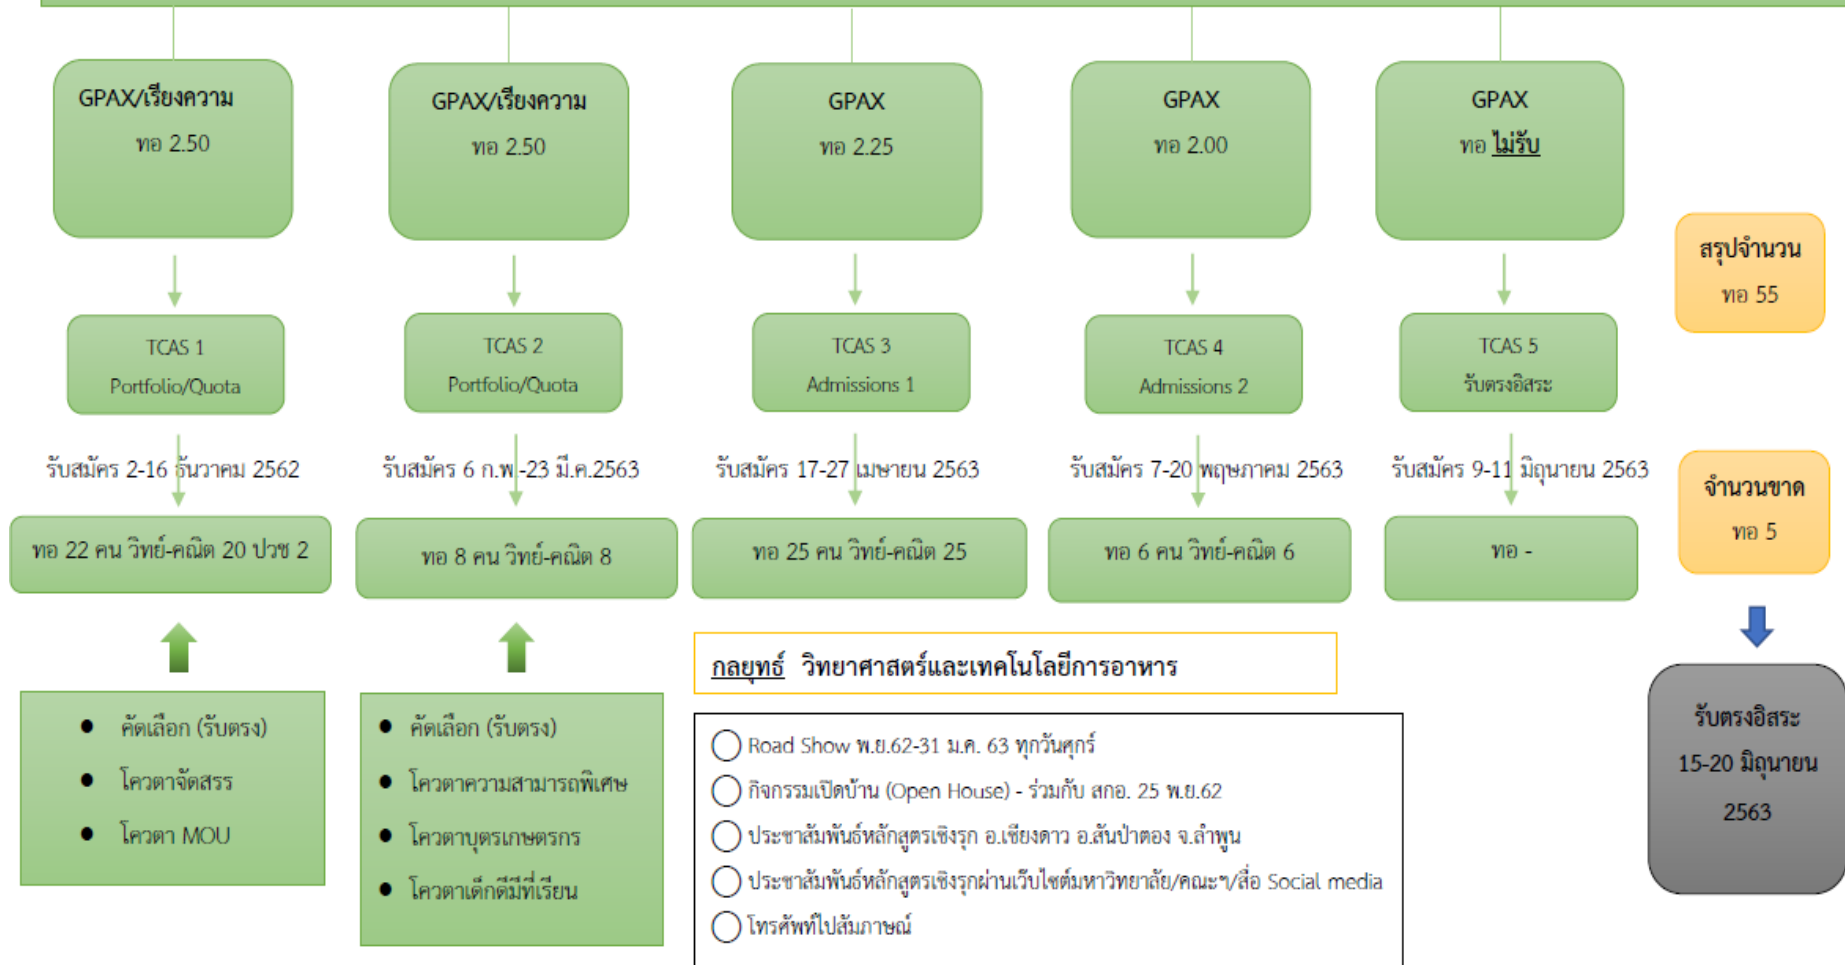 GPAX/เรียงความ
ทอ 2.50
GPAX/เรียงความ
ทอ 2.50
GPAX
ทอ 2.25
GPAX
ทอ 2.00
GPAX
ทอ ไม่รับ
สรุปจำนวน
ทอ 55
TCAS 1
Portfolio/Quota
TCAS 2
Portfolio/Quota
TCAS 3
Admissions 1
TCAS 4
Admissions 2
TCAS 5
รับตรงอิสระ
รับสมัคร 2-16 ธันวาคม 2562
รับสมัคร 6 ก.พ.-23 มี.ค.2563
รับสมัคร 17-27 เมษายน 2563
รับสมัคร 7-20 พฤษภาคม 2563
รับสมัคร 9-11 มิถุนายน 2563
จำนวนขาด
ทอ 5
ทอ 22 คน วิทย์-คณิต 20 ปวช 2
ทอ 8 คน วิทย์-คณิต 8
ทอ 25 คน วิทย์-คณิต 25
ทอ 6 คน วิทย์-คณิต 6
ทอ -
คัดเลือก (รับตรง)
โควตาจัดสรร
โควตา MOU
คัดเลือก (รับตรง)
โควตาความสามารถพิเศษ
โควตาบุตรเกษตรกร
โควตาเด็กดีมีที่เรียน
กลยุทธ์ วิทยาศาสตร์และเทคโนโลยีการอาหาร
Road Show พ.ย.62-31 ม.ค. 63 ทุกวันศุกร์
กิจกรรมเปิดบ้าน (Open House) - ร่วมกับ สกอ. 25 พ.ย.62
ประชาสัมพันธ์หลักสูตรเชิงรุก อ.เชียงดาว อ.สันป่าตอง จ.ลำพูน
ประชาสัมพันธ์หลักสูตรเชิงรุกผ่านเว็บไซต์มหาวิทยาลัย/คณะฯ/สื่อ Social media
โทรศัพท์ไปสัมภาษณ์
รับตรงอิสระ
15-20 มิถุนายน
2563